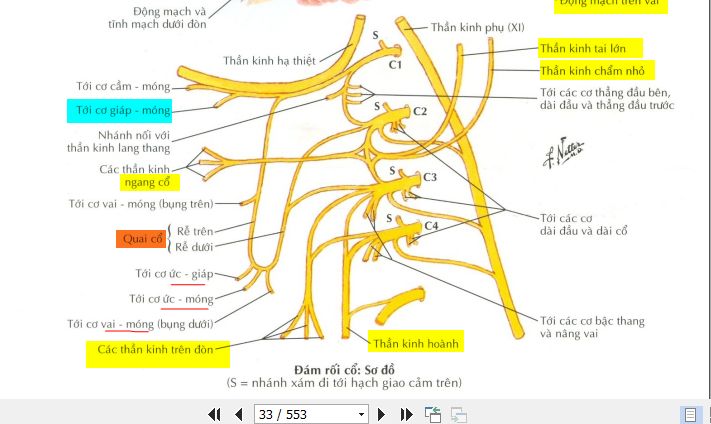 Động mạch và
tĩnh mạch dưới đòn
Động mạch trên vai
Thần kinh hạ thiệt
S
Thần kinh phụ (XI)
C1
Thần kinh tai lớn
Thần kinh chẩm nhỏ
Tới cơ cằm - móng
Tới cơ giáp - móng
Tới các cơ thẳng đầu bên,
dài đầu và thẳng đầu trước
S
C2
Nhánh nối với
thần kinh lang thang
Các thần kinh
ngang cổ
S
C3
Tới cơ vai - móng (bụng trên)
Quai cổ
Rễ trên
Rễ dưới
S
C4
Tới các cơ
dài đầu và dài cổ
Tới cơ ức - giáp
Tới cơ ức - móng
Tới cơ vai - móng (bụng dưới)
Tới các cơ bậc thang
và nâng vai
Các thần kinh trên đòn
Thần kinh hoành
F. Netter
M.D.
Đám rối cổ: Sơ đồ
(S = nhánh xám đi tới hạch giao cảm trên)
33 / 553